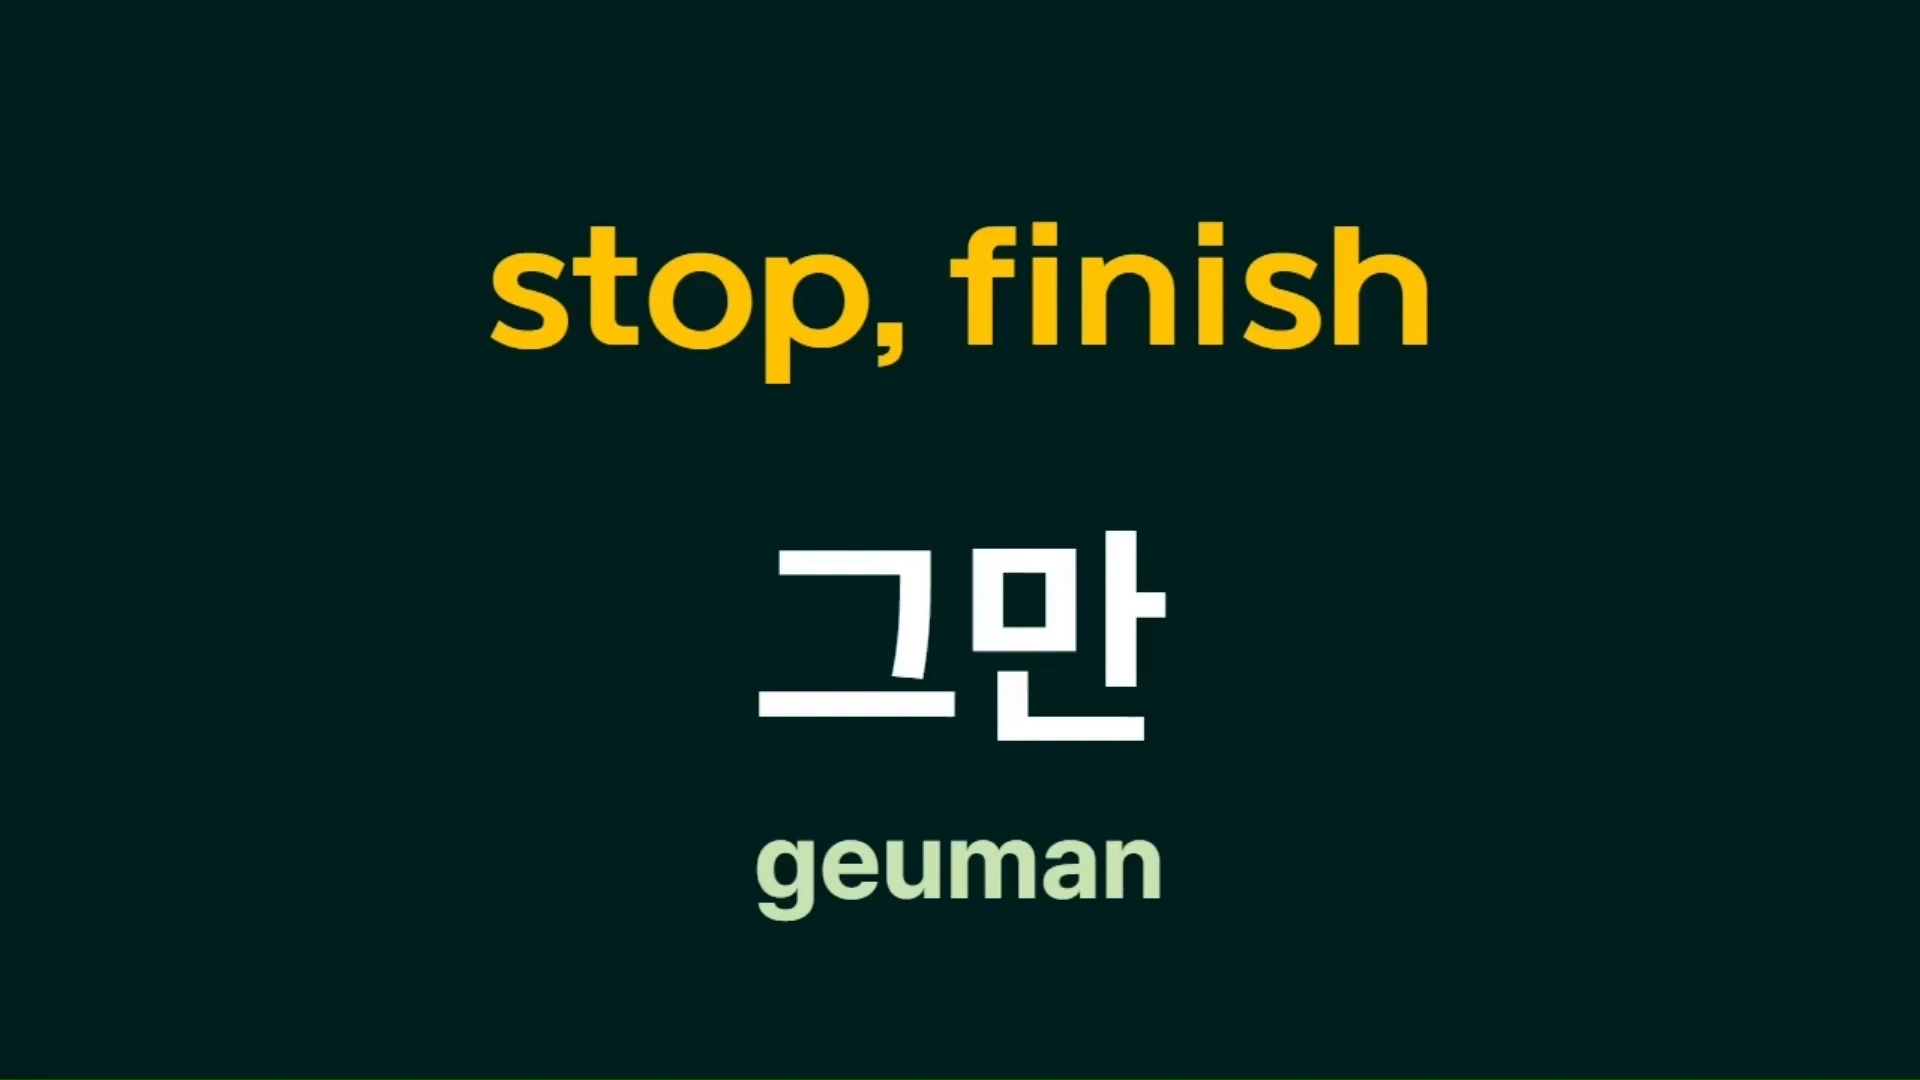 stop, finish
그만
geuman